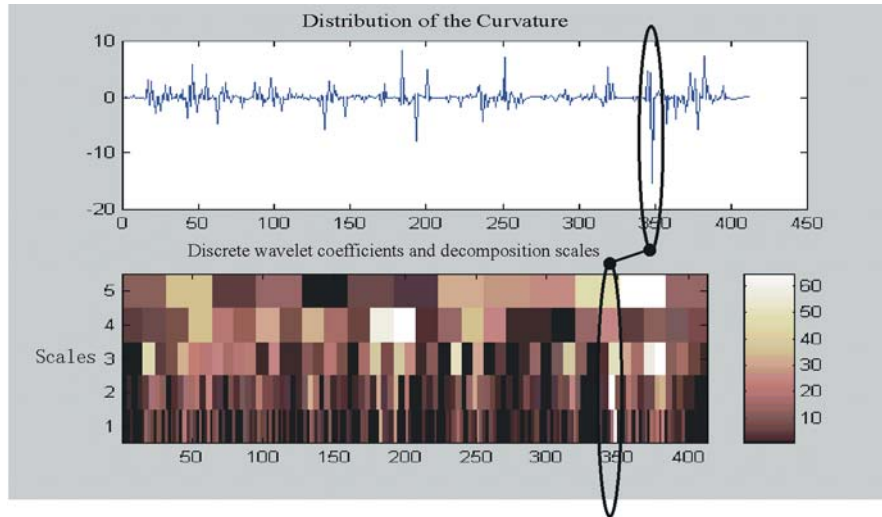 Distribution of the Curvature
10
0
-10
-20
0 50 100 150 200 250 300 350 400 450
Discrete wavelet coefficients and decomposition scales
5
4
Scales 3
2
1
50 100 150 200 250 300 350 400
60
50
40
30
20
10